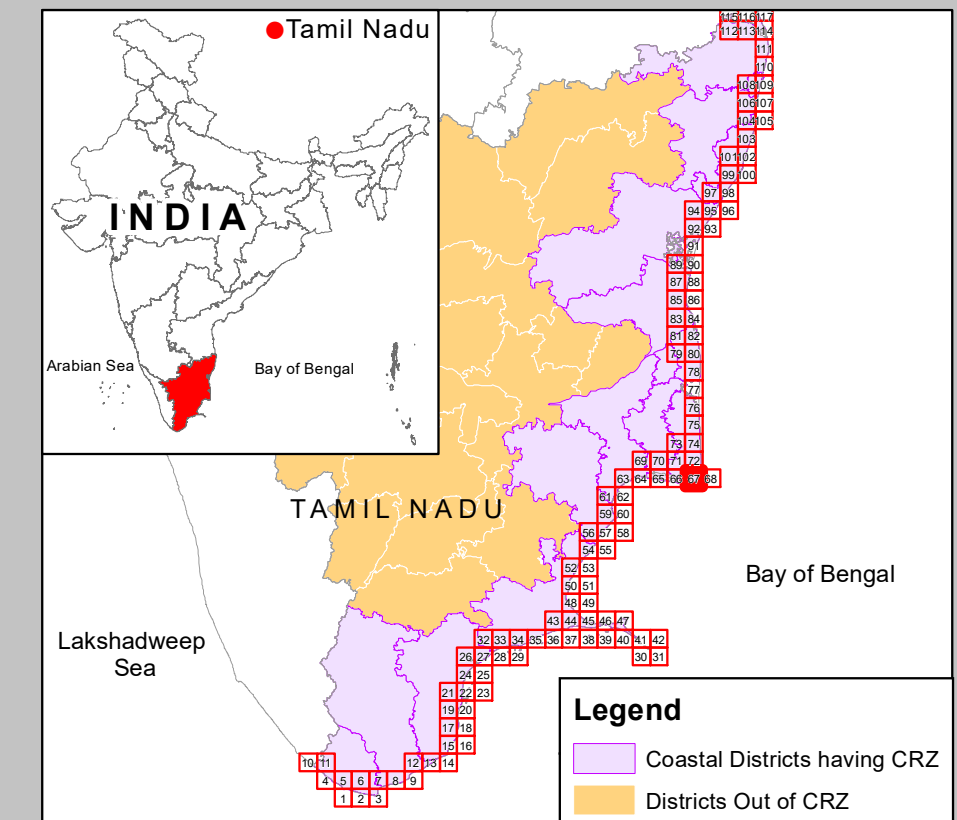 Tamil Nadu
INDIA
Arabian Sea
Bay of Bengal
115 116 117
112 113 114
111
110
108 109
106 107
104 105
103
101 102
99 100
97 98
94 95 96
92 93
91
89 90
87 88
85 86
83 84
81 82
79 80
78
77
76
75
73 74
69 70 71 72
63 64 65 66 67 68
61 62
59 60
56 57 58
54 55
52 53
50 51
48 49
43 44 45 46 47
32 33 34 35 36 37 38 39 40 41 42
26 27 28 29 30 31
24 25
21 22 23
19 20
17 18
15 16
10 11 12 13 14
4 5 6 7 8 9
1 2 3
TAMIL NADU
Bay of Bengal
Lakshadweep
Sea
Legend
Coastal Districts having CRZ
Districts Out of CRZ